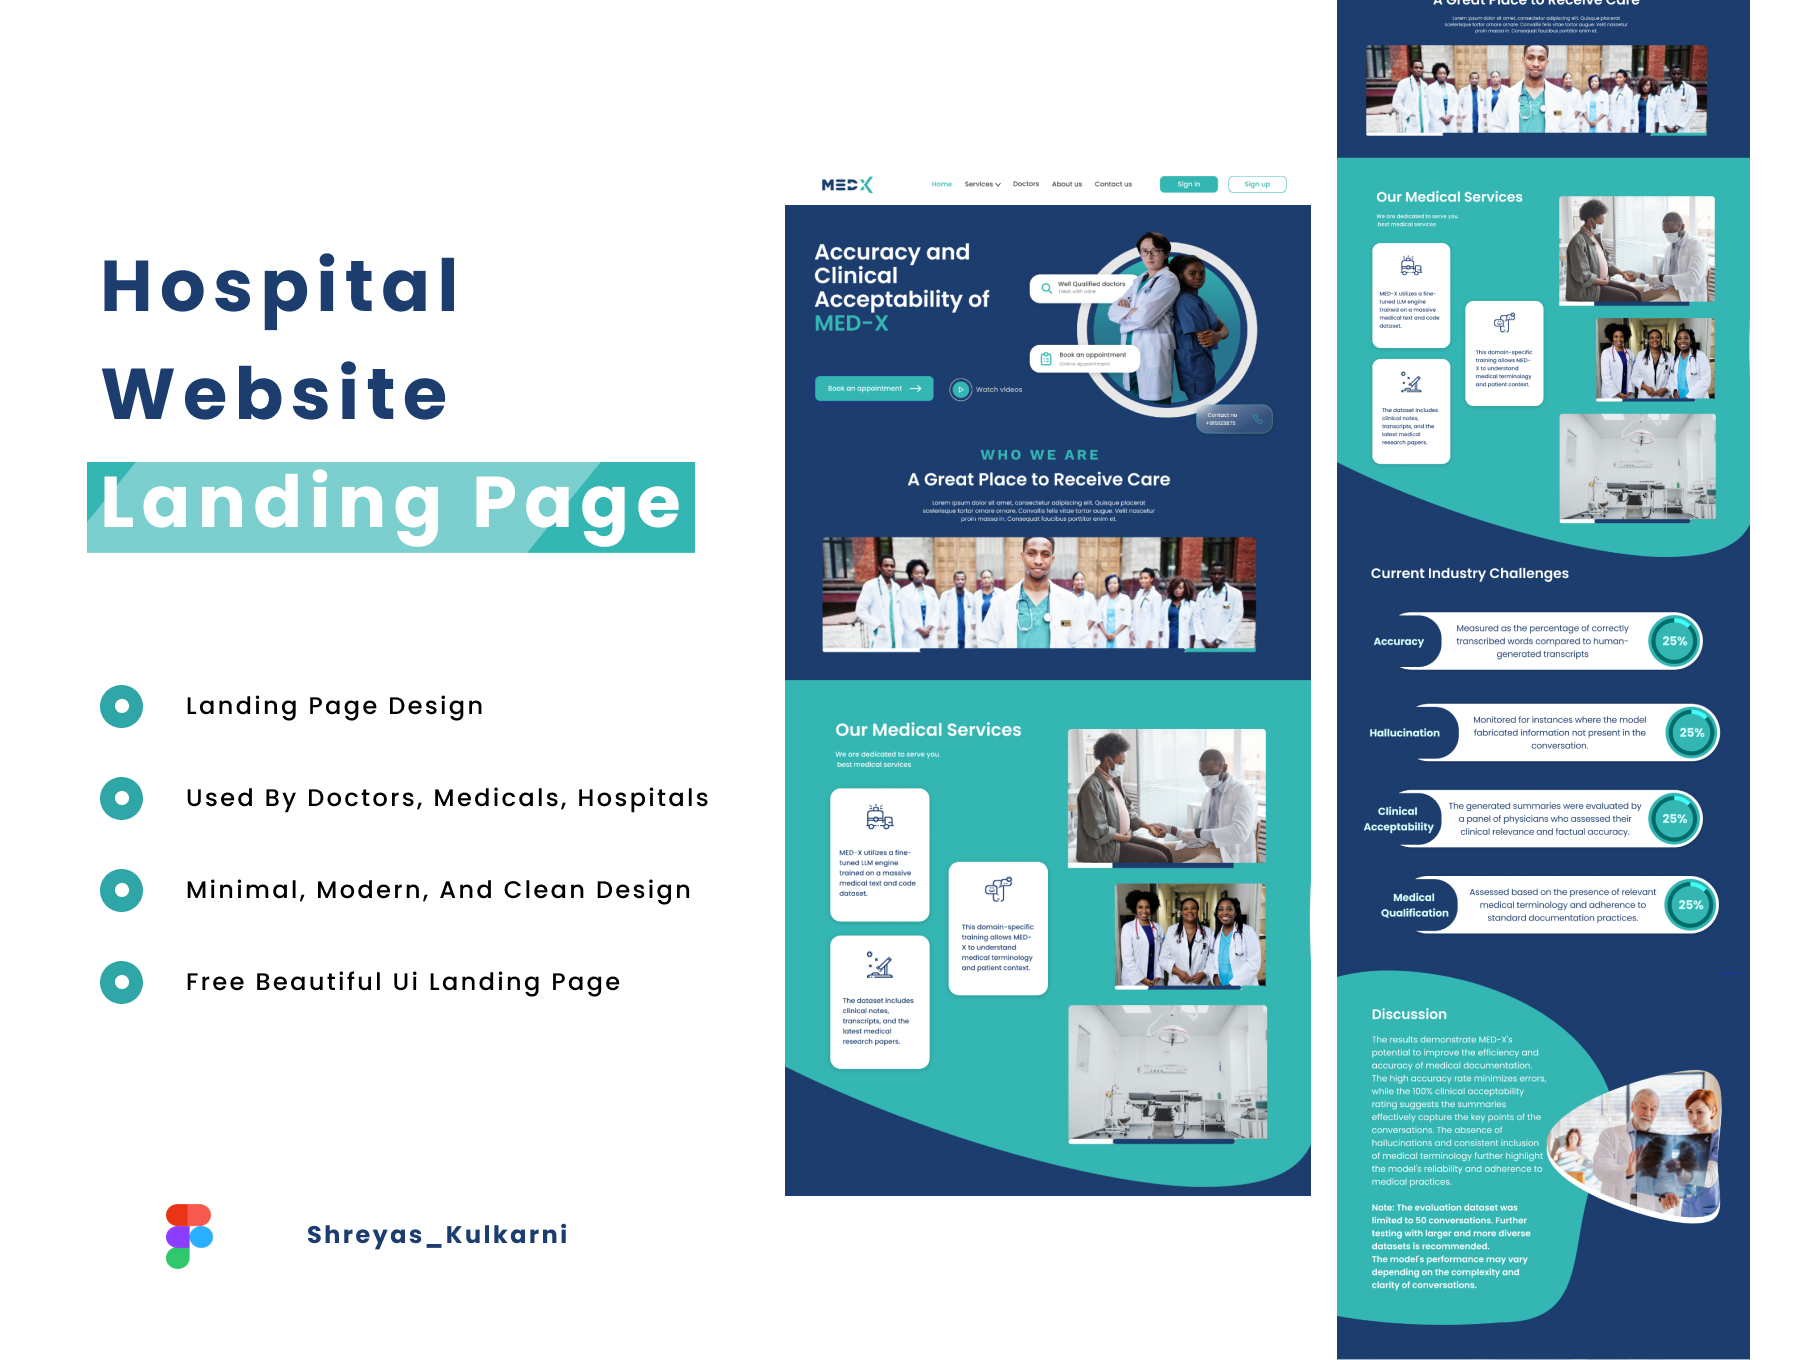 Hospital
Website
Landing Page
Landing Page Design
Used By Doctors, Medicals, Hospitals
Minimal, Modern, And Clean Design
Free Beautiful Ui Landing Page
Shreyas_Kulkarni
MED-X
Home
Services
Doctors
About us
Contact us
Sign in
Sign up
Accuracy and
Clinical
Acceptability of
MED-X
Well Qualified doctors
Treat with care
Book an appointment
Online appointment
Book an appointment
Watch videos
Contact no
WHO WE ARE
A Great Place to Receive Care
Lorem ipsum dolor sit amet, consectetur adipiscing elit. Quisque placerat
scelerisque tortor ornare ornare. Convallis felis vitae tortor augue. Velit nascetur
proin massa in. Consequat faucibus porttitor enim et.
Our Medical Services
We are dedicated to serve you
best medical services
MED-X utilizes a fine-
tuned LLM engine
trained on a massive
medical text and code
dataset.
This domain-specific
training allows MED-
X to understand
medical terminology
and patient context.
The dataset includes
clinical notes,
transcripts, and the
latest medical
research papers.
A Great Place to Receive Care
Lorem ipsum dolor sit amet, consectetur adipiscing elit. Quisque placerat
scelerisque tortor ornare ornare. Convallis felis vitae tortor augue. Velit nascetur
proin massa in. Consequat faucibus porttitor enim et.
Our Medical Services
We are dedicated to serve you
best medical services
MED-X utilizes a fine-
tuned LLM engine
trained on a massive
medical text and code
dataset.
This domain-specific
training allows MED-
X to understand
medical terminology
and patient context.
The dataset includes
clinical notes,
transcripts, and the
latest medical
research papers.
Current Industry Challenges
Accuracy
Measured as the percentage of correctly
transcribed words compared to human-
generated transcripts
25%
Hallucination
Monitored for instances where the model
fabricated information not present in the
conversation.
25%
Clinical
Acceptability
The generated summaries were evaluated by
a panel of physicians who assessed their
clinical relevance and factual accuracy.
25%
Medical
Qualification
Assessed based on the presence of relevant
medical terminology and adherence to
standard documentation practices.
25%
Discussion
The results demonstrate MED-X's
potential to improve the efficiency and
accuracy of medical documentation.
The high accuracy rate minimizes errors,
while the 100% clinical acceptability
rating suggests the summaries
effectively capture the key points of the
conversations. The absence of
hallucinations and consistent inclusion
of medical terminology further highlight
the model's reliability and adherence to
medical practices.
Note: The evaluation dataset was
limited to 50 conversations. Further
testing with larger and more diverse
datasets is recommended.
The model's performance may vary
depending on the complexity and
clarity of conversations.